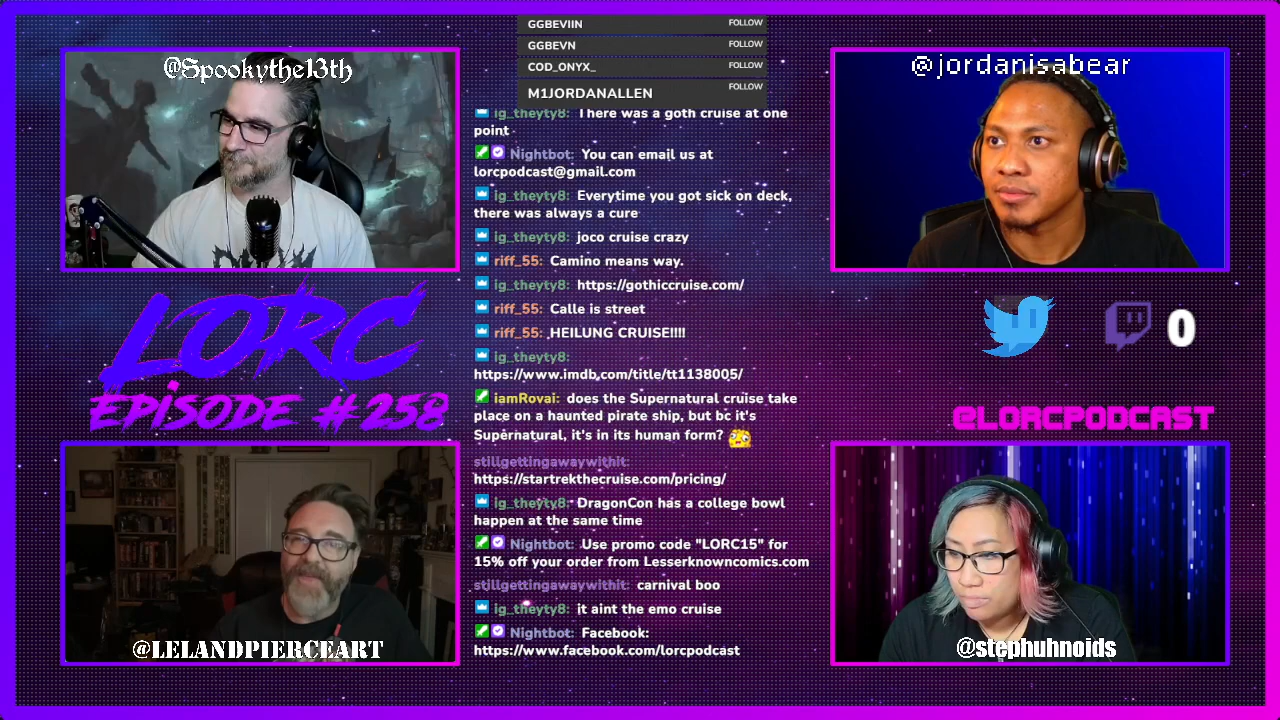 GGBEVIIN FOLLOW
GGBEVN FOLLOW
COD_ONYX_ FOLLOW
M1JORDANALLEN FOLLOW
@Spookythe13th
@jordanisabear
ig_theyty8: There was a goth cruise at one
point
Nightbot: You can email us at
lorcpodcast@gmail.com
ig_theyty8: Everytime you got sick on deck,
there was always a cure
ig_theyty8: joco cruise crazy
riff_55: Camino means way.
ig_theyty8: https://gothiccruise.com/
riff_55: Calle is street
riff_55: HEILUNG CRUISE!!!!
ig_theyty8:
https://www.imdb.com/title/tt1138005/
iamRovai: does the Supernatural cruise take
place on a haunted pirate ship, but bc it's
Supernatural, it's in its human form?
stillgettingawaywithit:
https://startrekthecruise.com/pricing/
ig_theyty8: DragonCon has a college bowl
happen at the same time
Nightbot: Use promo code "LORC15" for
15% off your order from Lesserknowncomics.com
stillgettingawaywithit: carnival boo
ig_theyty8: it aint the emo cruise
Nightbot: Facebook:
https://www.facebook.com/lorcpodcast
LORC
EPISODE #258
0
@LORCPODCAST
@LELANDPIERCEART
@stephuhnoids